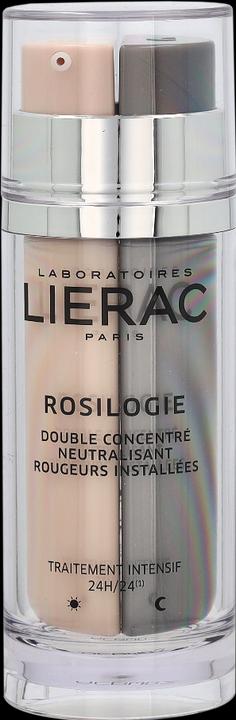 LABORATOIRES
LIERAC
PARIS
ROSILOGIE
DOUBLE CONCENTRÉ
NEUTRALISANT
ROUGEURS INSTALLÉES
TRAITEMENT INTENSIF
24H/24(1)